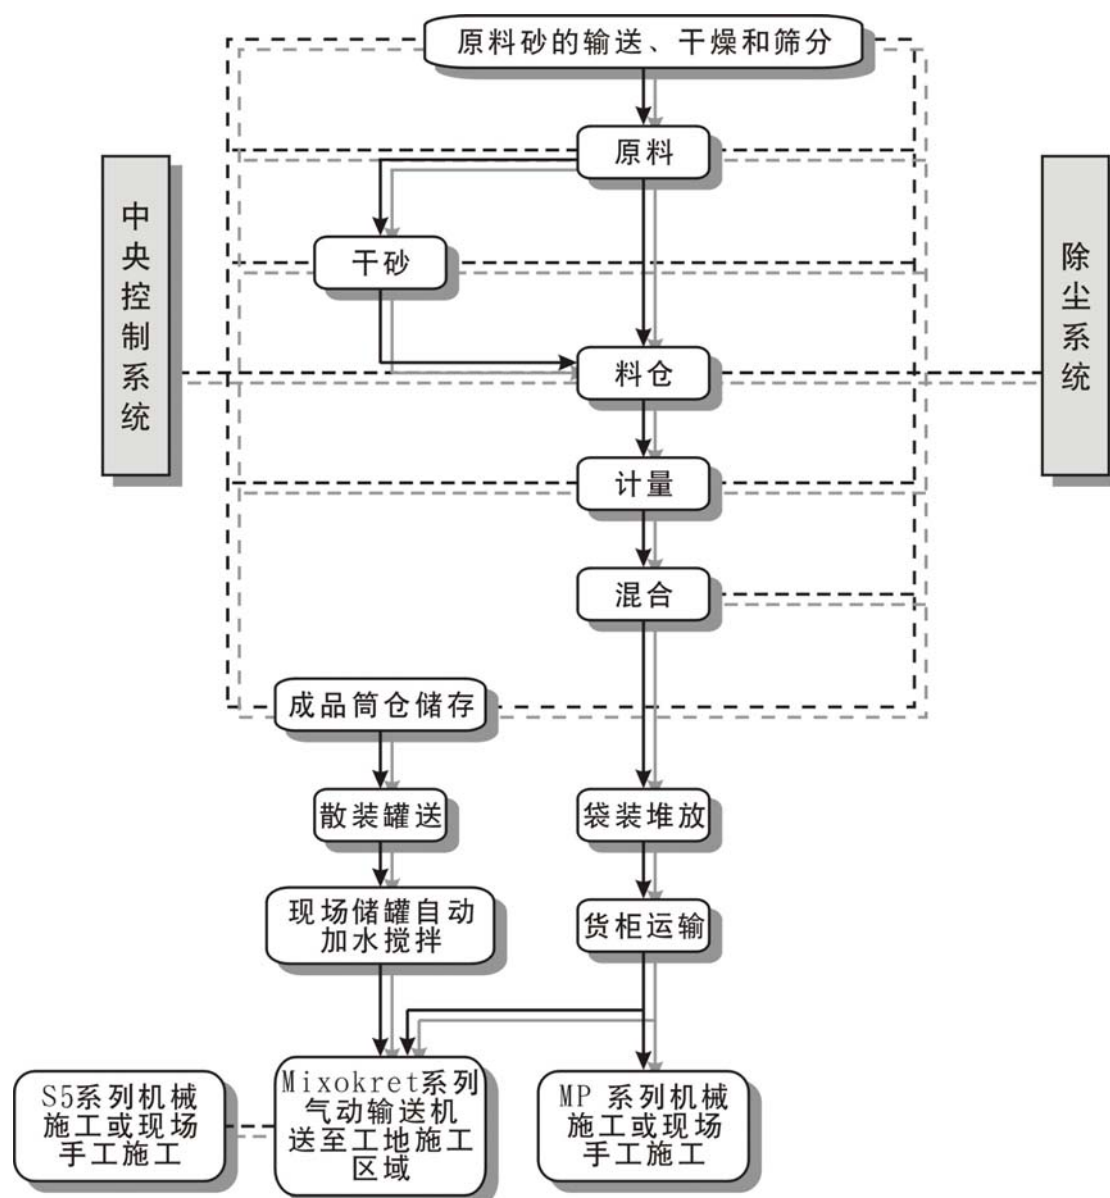 原料砂的输送、干燥和筛分
原料
中央控制系统
除尘系统
干砂
料仓
计量
混合
成品筒仓储存
散装罐送
袋装堆放
现场储罐自动
加水搅拌
货柜运输
S5系列机械
施工或现场
手工施工
Mixokret系列
气动输送机
送至工地施工
区域
MP 系列机械
施工或现场
手工施工